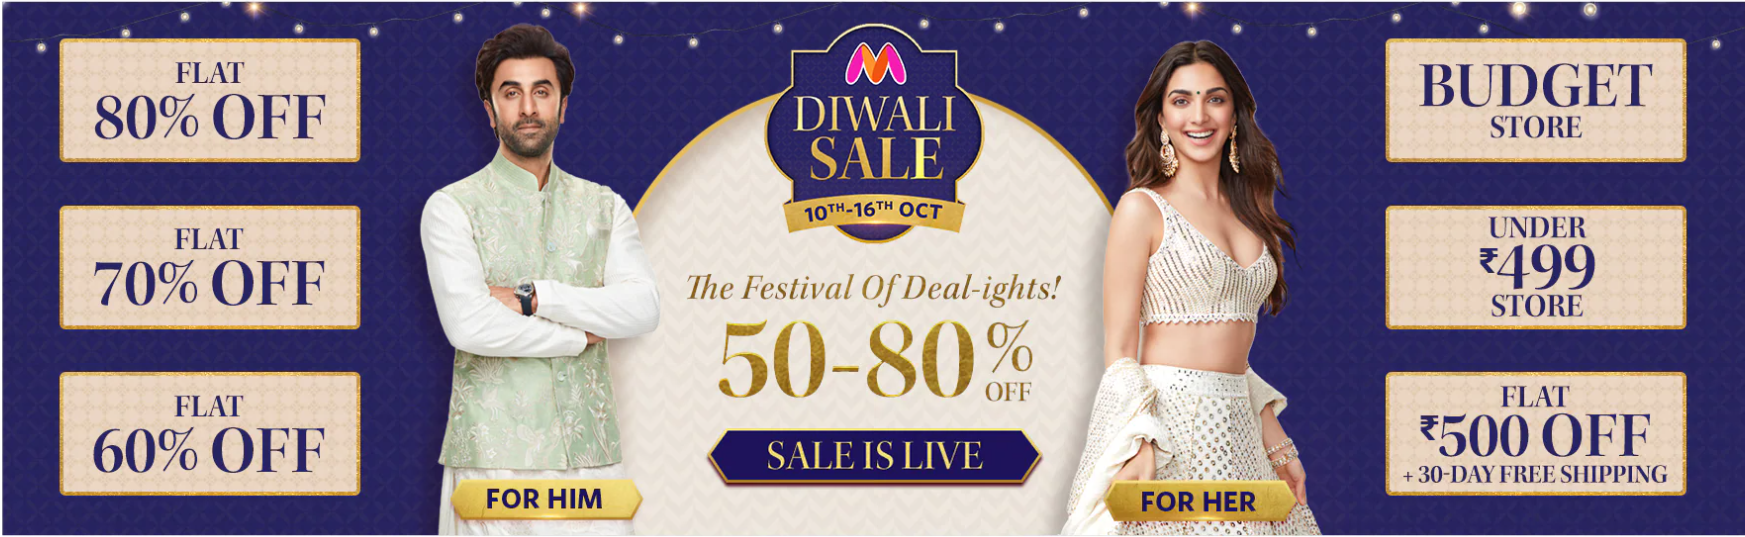 FLAT
80% OFF
FLAT
70% OFF
FLAT
60% OFF
FOR HIM
DIWALI
SALE
10TH-16TH OCT
The Festival Of Deal-ights!
50-80% OFF
SALE IS LIVE
FOR HER
BUDGET
STORE
UNDER
₹499
STORE
FLAT
₹500 OFF
+ 30-DAY FREE SHIPPING